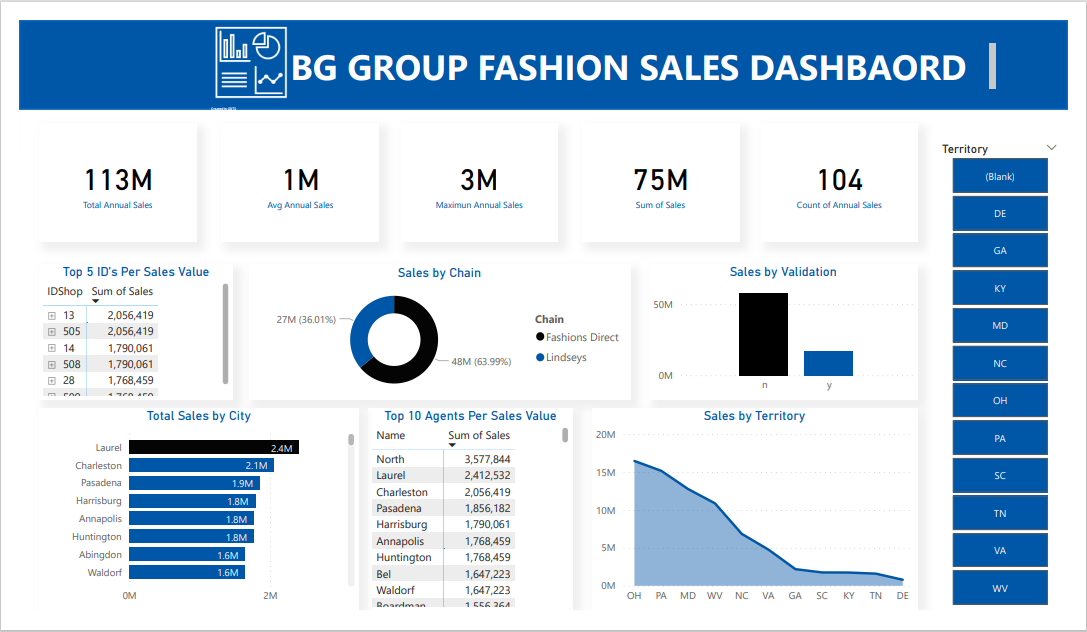 BG GROUP FASHION SALES DASHBAORD
113M
Total Annual Sales
1M
Avg Annual Sales
3M
Maximun Annual Sales
75M
Sum of Sales
104
Count of Annual Sales
Territory
(Blank)
DE
GA
KY
MD
NC
OH
PA
SC
TN
VA
WV
Top 5 ID's Per Sales Value
IDShop Sum of Sales
13 2,056,419
505 2,056,419
14 1,790,061
508 1,790,061
28 1,768,459
Sales by Chain
27M (36.01%)
48M (63.99%)
Chain
Fashions Direct
Lindseys
Sales by Validation
50M
0M
n y
Total Sales by City
Laurel 2.4M
Charleston 2.1M
Pasadena 1.9M
Harrisburg 1.8M
Annapolis 1.8M
Huntington 1.8M
Abingdon 1.6M
Waldorf 1.6M
0M 2M
Top 10 Agents Per Sales Value
Name Sum of Sales
North 3,577,844
Laurel 2,412,532
Charleston 2,056,419
Pasadena 1,856,182
Harrisburg 1,790,061
Annapolis 1,768,459
Huntington 1,768,459
Bel 1,647,223
Waldorf 1,647,223
Boardman 1,556,364
Sales by Territory
20M
15M
10M
5M
0M
OH PA MD WV NC VA GA SC KY TN DE